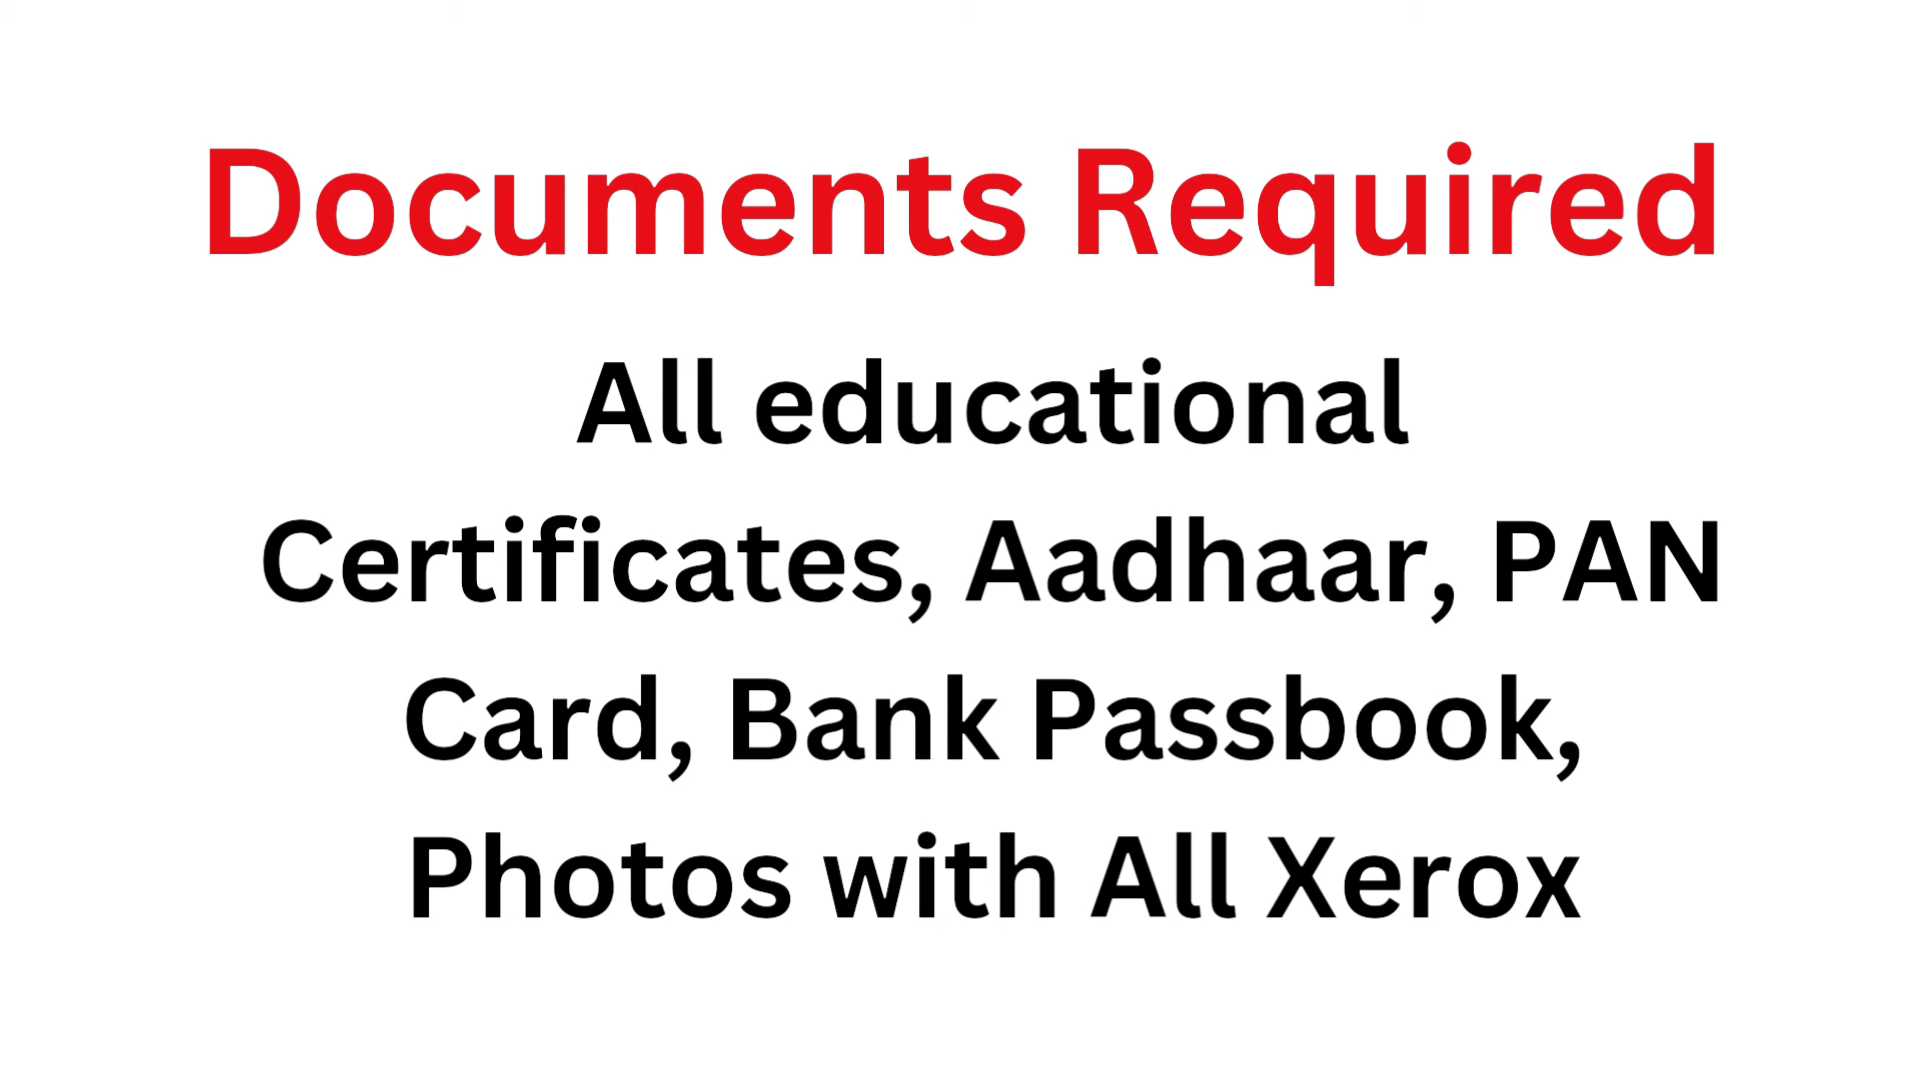 Documents Required
All educational
Certificates, Aadhaar, PAN
Card, Bank Passbook,
Photos with All Xerox